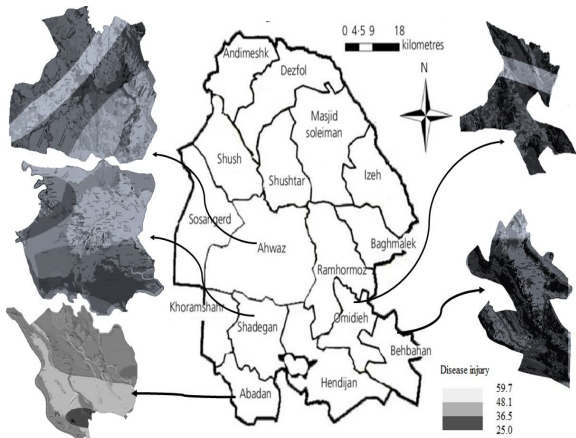 0 4·5 9 18
kilometres
N
Andimeshk
Dezfol
Masjid
soleiman
Shush
Shushtar
Izeh
Sosangerd
Ahwaz
Baghmalek
Ramhormoz
Khoramshahr
Shadegan
Omidieh
Behbahan
Abadan
Hendijan
Disease injury
59.7
48.1
36.5
25.0